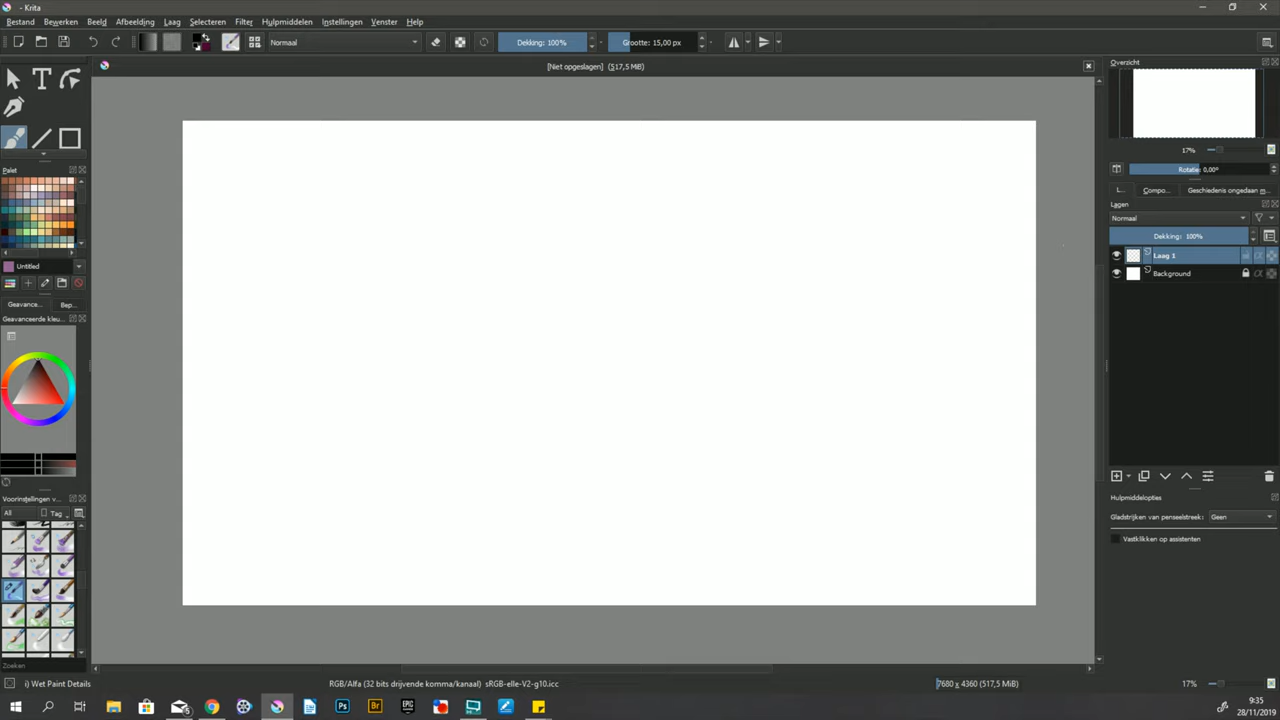 - Krita
Bestand Bewerken Beeld Afbeelding Laag Selecteren Filter Hulpmiddelen Instellingen Venster Help
Normaal Dekking: 100% Grootte: 15,00 px
[Niet opgeslagen] (517,5 MiB)
Overzicht
17%
Rotatie: 0,00°
L... Compo... Geschiedenis ongedaan m...
Lagen
Normaal
Dekking: 100%
Laag 1
Background
Hulpmiddelopties
Gladstrijken van penseelstreek: Geen
Vastklikken op assistenten
Palet
Untitled
Geavance... Bep...
Geavanceerde kleu...
Voorinstellingen v...
All Tag
Zoeken
i) Wet Paint Details RGB/Alfa (32 bits drijvende komma/kanaal) sRGB-elle-V2-g10.icc 7680 x 4360 (517,5 MiB) 17%
Ps Br EPIC GAMES
9:35
28/11/2019